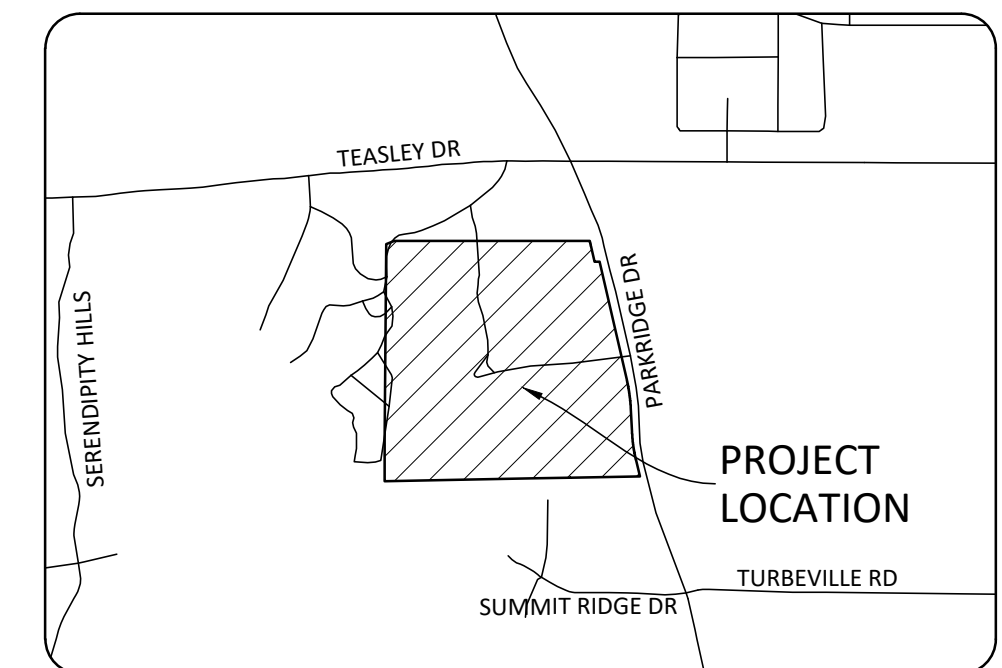 TEASLEY DR
SERENDIPITY HILLS
PARKRIDGE DR
PROJECT
LOCATION
TURBEVILLE RD
SUMMIT RIDGE DR